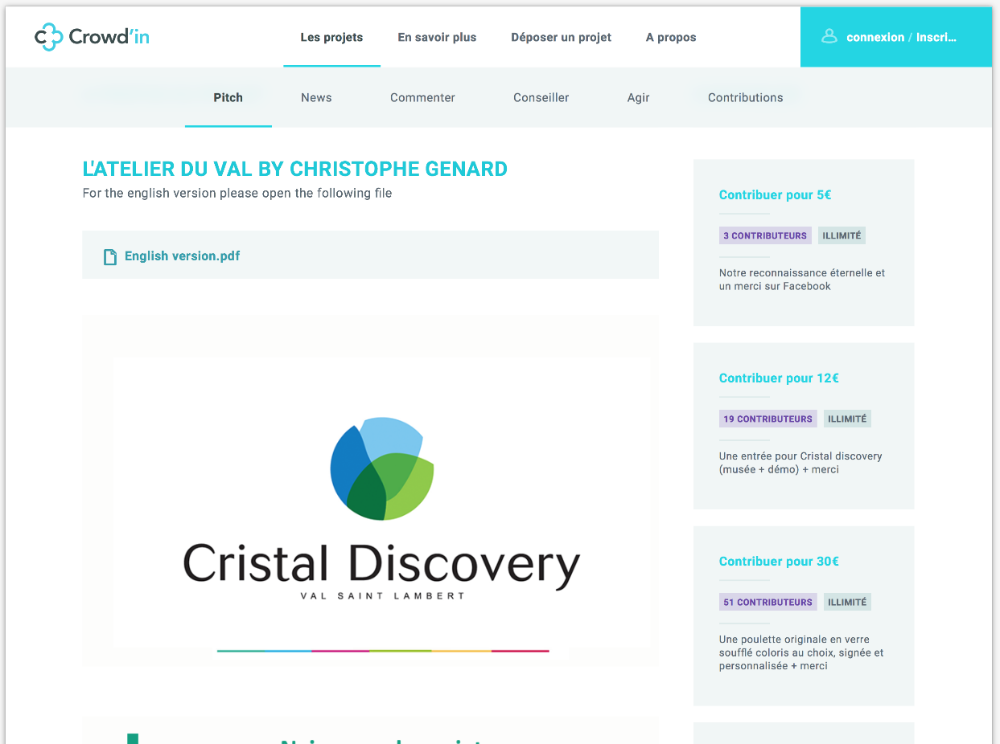 Crowd'in
Les projets
En savoir plus
Déposer un projet
A propos
connexion / Inscri...
Pitch
News
Commenter
Conseiller
Agir
Contributions
L'ATELIER DU VAL BY CHRISTOPHE GENARD
For the english version please open the following file
English version.pdf
Cristal Discovery
VAL SAINT LAMBERT
Contribuer pour 5€
3 CONTRIBUTEURS
ILLIMITÉ
Notre reconnaissance éternelle et
un merci sur Facebook
Contribuer pour 12€
19 CONTRIBUTEURS
ILLIMITÉ
Une entrée pour Cristal discovery
(musée + démo) + merci
Contribuer pour 30€
51 CONTRIBUTEURS
ILLIMITÉ
Une poulette originale en verre
soufflé coloris au choix, signée et
personnalisée + merci